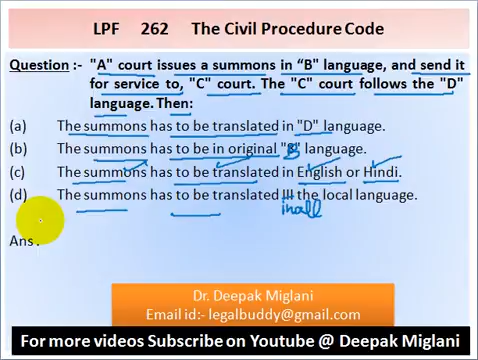 LPF 262 The Civil Procedure Code
Question :- "A" court issues a summons in "B" language, and send it
for service to, "C" court. The "C" court follows the "D"
language. Then:
(a) The summons has to be translated in "D" language.
(b) The summons has to be in original "B" language.
(c) The summons has to be translated in English or Hindi.
(d) The summons has to be translated in all the local language.
Ans :
Dr. Deepak Miglani
Email id:- legalbuddy@gmail.com
For more videos Subscribe on Youtube @ Deepak Miglani